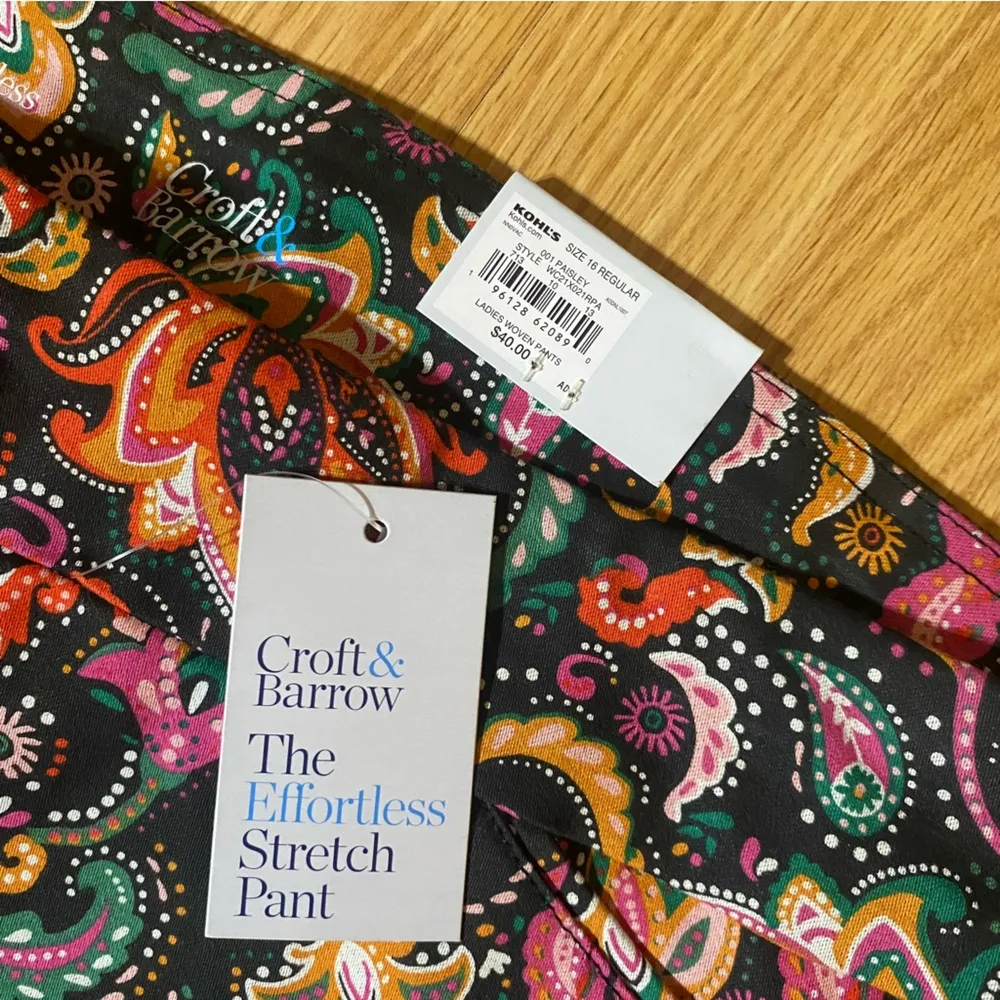 less
Croft&
Barrow
KOHL'S
Kohls.com
SIZE 16 REGULAR
001 PAISLEY
STYLE WC21X021RPA
713 10 13
1 96128 62089 0
LADIES WOVEN PANTS
$40.00
Croft&
Barrow
The
Effortless
Stretch
Pant